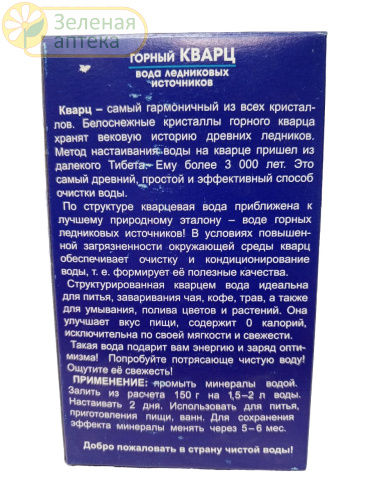 Зеленая
аптека
ГОРНЫЙ КВАРЦ
вода ледниковых
источников
Кварц – самый гармоничный из всех кристал-
лов. Белоснежные кристаллы горного кварца
хранят вековую историю древних ледников.
Метод настаивания воды на кварце пришел из
далекого Тибета. Ему более 3 000 лет. Это
самый древний, простой и эффективный способ
очистки воды.
По структуре кварцевая вода приближена к
лучшему природному эталону – воде горных
ледниковых источников! В условиях повышен-
ной загрязненности окружающей среды кварц
обеспечивает очистку и кондиционирование
воды, т. е. формирует её полезные качества.
Структурированная кварцем вода идеальна
для питья, заваривания чая, кофе, трав, а также
для умывания, полива цветов и растений. Она
улучшает вкус пищи, содержит 0 калорий,
исключительна по своей мягкости и свежести.
Такая вода подарит вам энергию и заряд опти-
мизма! Попробуйте потрясающе чистую воду!
Ощутите её свежесть!
ПРИМЕНЕНИЕ: промыть минералы водой.
Залить из расчета 150 г на 1,5–2 л воды.
Настаивать 2 дня. Использовать для питья,
приготовления пищи, ванн. Для сохранения
эффекта минералы менять через 5–6 мес.
Добро пожаловать в страну чистой воды!